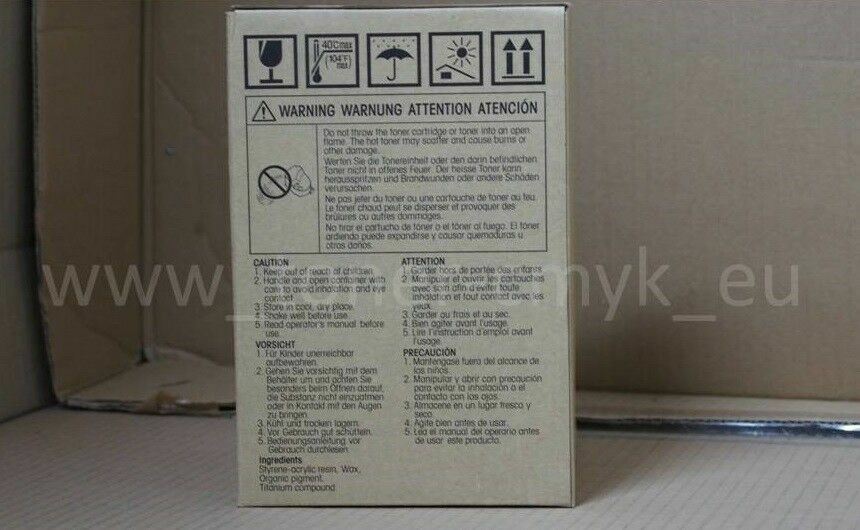 40°C max
(104°F)
max.
WARNING WARNUNG ATTENTION ATENCIÓN
Do not throw the toner cartridge or toner into an open
flame. The hot toner may scatter and cause burns or
other damage.
Werfen Sie die Tonereinheit oder den darin befindlichen
Toner nicht in offenes Feuer. Der heisse Toner kann
herausspritzen und Brandwunden oder andere Schäden
verursachen.
Ne pas jeter du toner ou une cartouche de toner au feu.
Le toner chaud peut se disperser et provoquer des
brûlures ou autres dommages.
No tirar el cartucho de toner o el tóner al fuego. El tóner
ardiendo puede expandirse y causar quemaduras u
otros daños.
CAUTION
1. Keep out of reach of children.
2. Handle and open container with
care to avoid inhalation and eye
contact.
3. Store in cool, dry place.
4. Shake well before use.
5. Read operator's manual before
use.
VORSICHT
1. Für Kinder unerreichbar
aufbewahren.
2. Gehen Sie vorsichtig mit dem
Behälter um und achten Sie
besonders beim Öffnen darauf,
die Substanz nicht einzuatmen
oder in Kontakt mit den Augen
zu bringen.
3. Kühl und trocken lagern.
4. Vor Gebrauch gut schütteln.
5. Bedienungsanleitung vor
Gebrauch durchlesen.
Ingredients
Styrene-acrylic resin, Wax,
Organic pigment,
Titanium compound.
ATTENTION
1. Garder hors de portée des enfants.
2. Manipuler et ouvrir les cartouches
avec soin afin d'éviter toute
inhalation et tout contact avec les
yeux.
3. Garder au frais et au sec.
4. Bien agiter avant l'usage.
5. Lire l'instruction d'emploi avant
l'usage.
PRECAUCIÓN
1. Mantengase fuera del alcance de
los niños.
2. Manipular y abrir con precaución
para evitar la inhalación o el
contacto con los ojos.
3. Almacene en un lugar fresco y
seco.
4. Agite bien antes de usar.
5. Lea el manual del operario antes
de usar este producto.